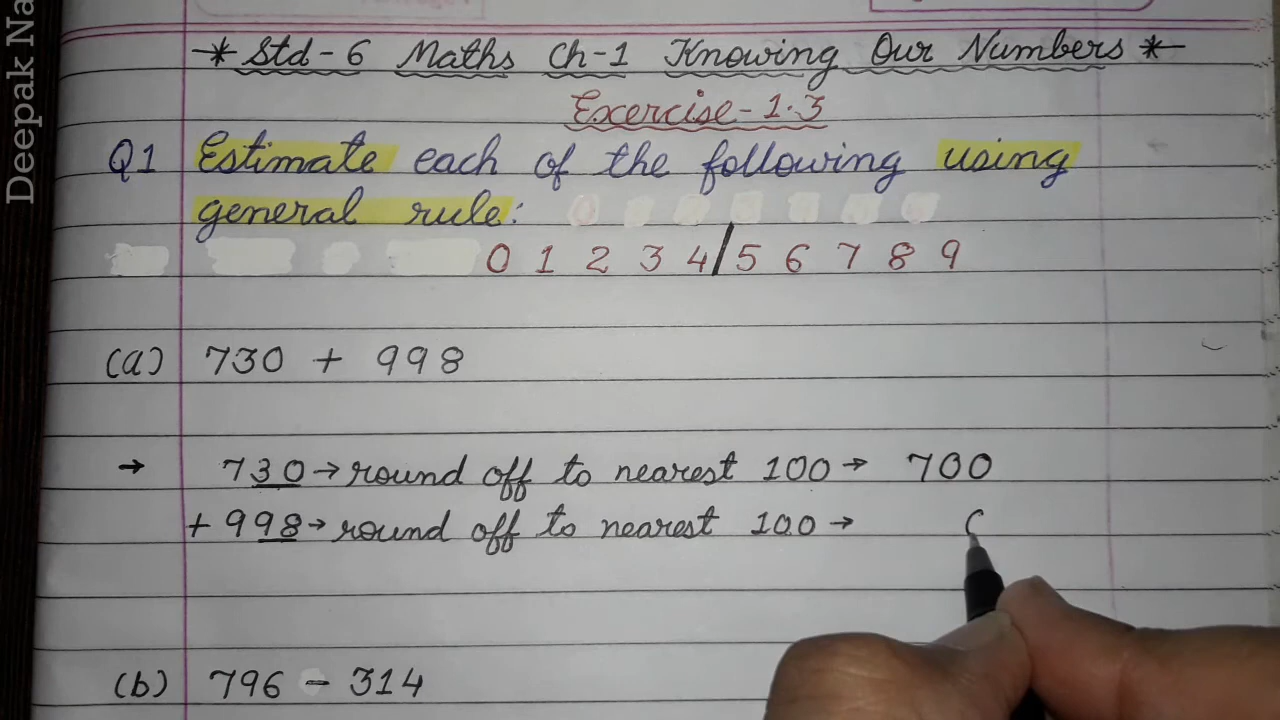 Deepak Na
* Std-6 Maths Ch-1 Knowing Our Numbers *
Exercise-1.3
Q1 Estimate each of the following using
general rule:
0 1 2 3 4/5 6 7 8 9
(a) 730 + 998
→ 730→round off to nearest 100→ 700
+ 998→round off to nearest 100→
(b) 796 - 314